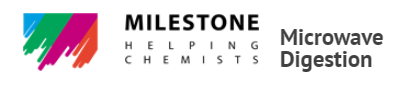 MILESTONE
HELPING
CHEMISTS
Microwave
Digestion